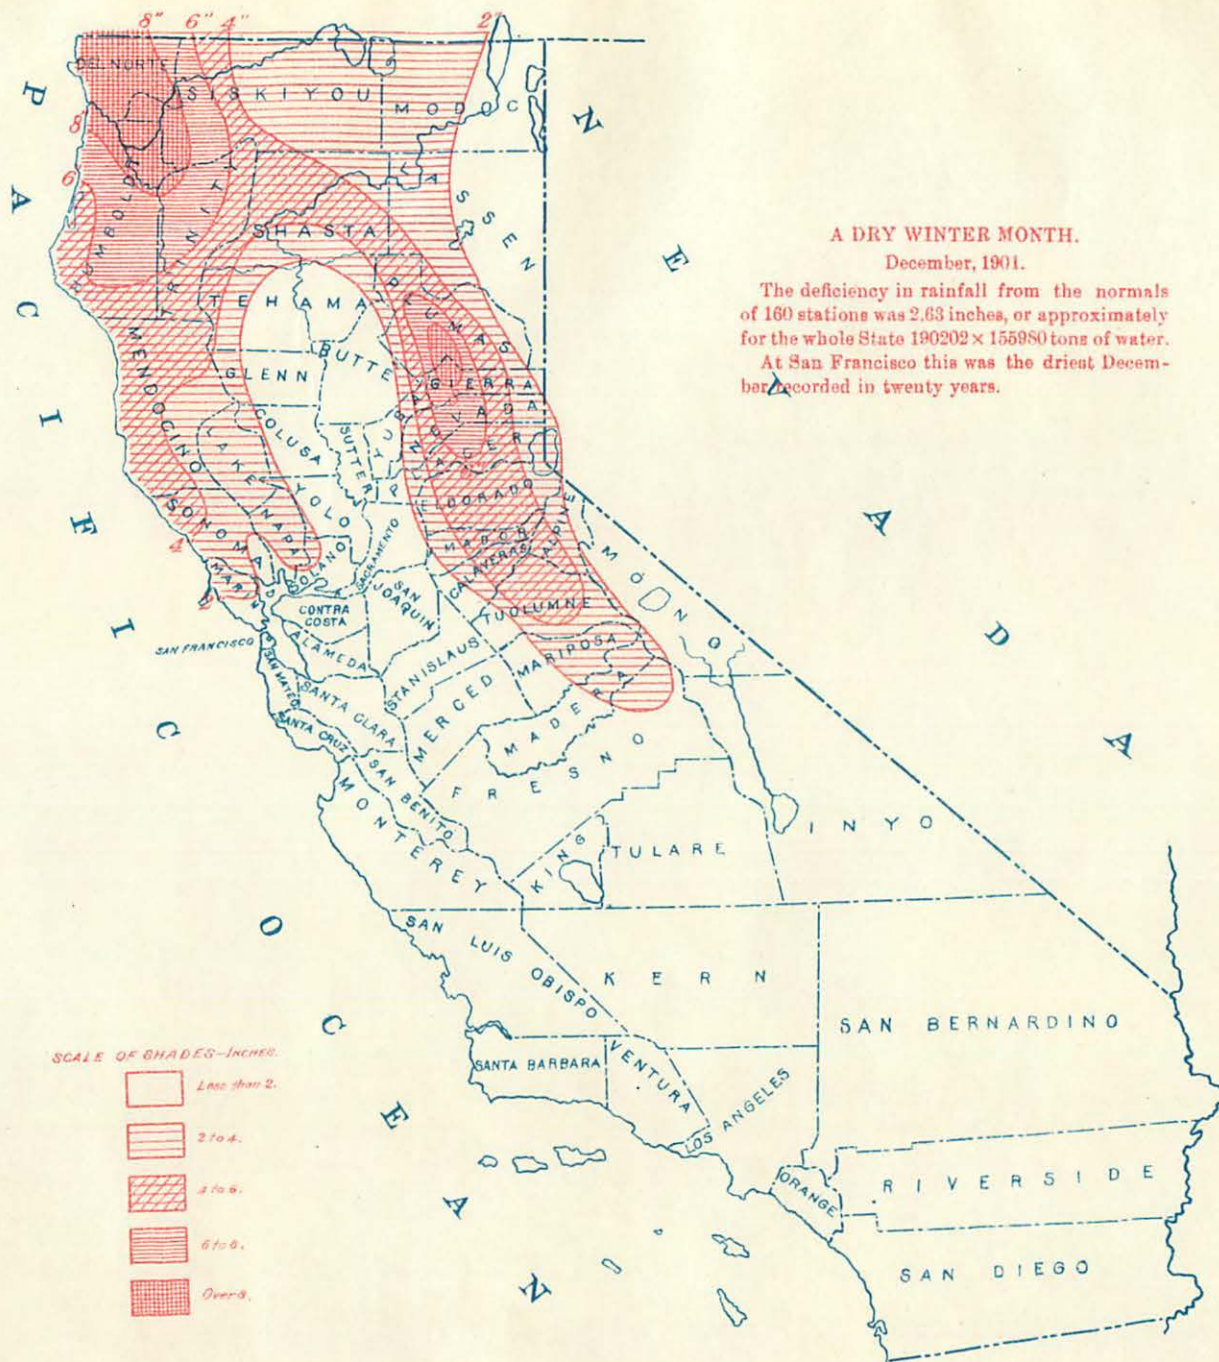 8" 6" 4" 2"
DEL NORTE
SISKIYOU
MODOC
8"
6
HUMBOLDT
TRINITY
SHASTA
LASSEN
TEHAMA
PLUMAS
BUTTE
GLENN
SIERRA
MENDOCINO
COLUSA
SUTTER
YUBA
NEVADA
LAKE
PLACER
YOLO
NAPA
ELDORADO
SONOMA
4
SOLANO
SACRAMENTO
AMADOR
ALPINE
CALAVERAS
MARIN
2"
CONTRA
COSTA
SAN
JOAQUIN
TUOLUMNE
MONO
SAN FRANCISCO
ALAMEDA
STANISLAUS
MARIPOSA
SAN MATEO
SANTA CLARA
MERCED
SANTA CRUZ
MADERA
SAN BENITO
FRESNO
MONTEREY
KING
TULARE
INYO
SAN LUIS OBISPO
KERN
SAN BERNARDINO
SANTA BARBARA
VENTURA
LOS ANGELES
ORANGE
RIVERSIDE
SAN DIEGO
PACIFIC OCEAN
NEVADA
A DRY WINTER MONTH.
December, 1901.
The deficiency in rainfall from the normals
of 160 stations was 2.63 inches, or approximately
for the whole State 190202 × 155980 tons of water.
At San Francisco this was the driest Decem-
ber recorded in twenty years.
SCALE OF SHADES-INCHES.
Less than 2.
2 to 4.
4 to 6.
6 to 8.
Over 8.